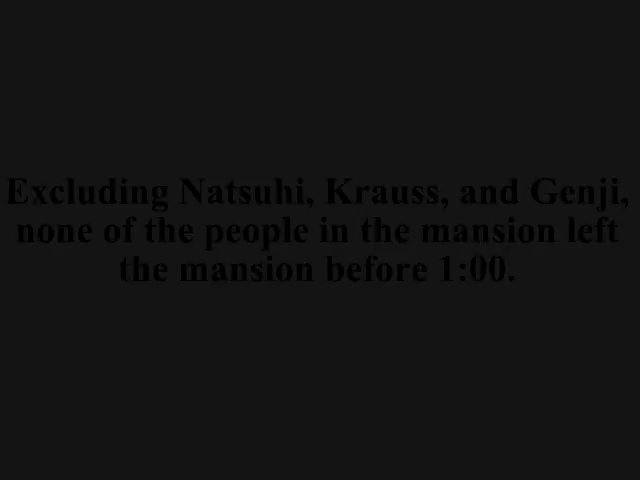 Excluding Natsuhi, Krauss, and Genji,
none of the people in the mansion left
the mansion before 1:00.